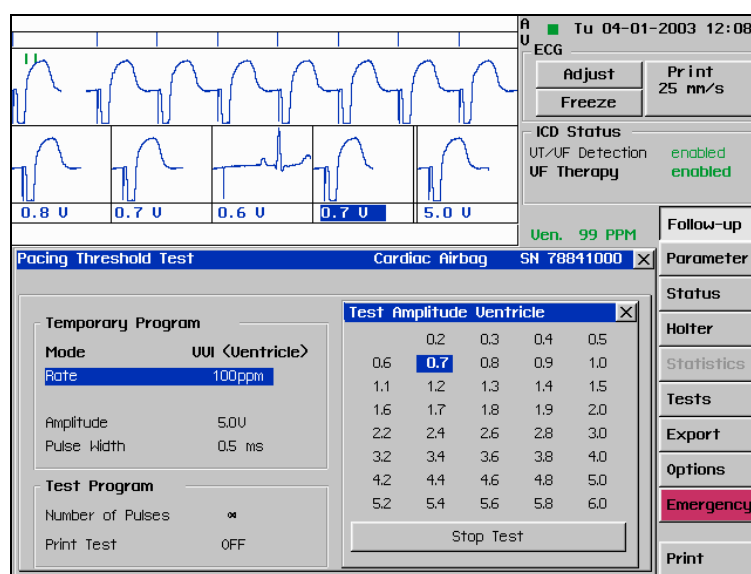 A
U
Tu 04-01-2003 12:08
ECG
Adjust
Freeze
Print
25 mm/s
ICD Status
UT/UF Detection enabled
UF Therapy enabled
Ven. 99 PPM
0.8 U 0.7 U 0.6 U 0.7 U 5.0 U
Follow-up
Parameter
Status
Holter
Statistics
Tests
Export
Options
Emergency
Print
Pacing Threshold Test Cardiac Airbag SN 78841000
Temporary Program
Mode UUI (Ventricle)
Rate 100ppm
Amplitude 5.0U
Pulse Width 0.5 ms
Test Program
Number of Pulses ∞
Print Test OFF
Test Amplitude Ventricle
0.2 0.3 0.4 0.5
0.6 0.7 0.8 0.9 1.0
1.1 1.2 1.3 1.4 1.5
1.6 1.7 1.8 1.9 2.0
2.2 2.4 2.6 2.8 3.0
3.2 3.4 3.6 3.8 4.0
4.2 4.4 4.6 4.8 5.0
5.2 5.4 5.6 5.8 6.0
Stop Test